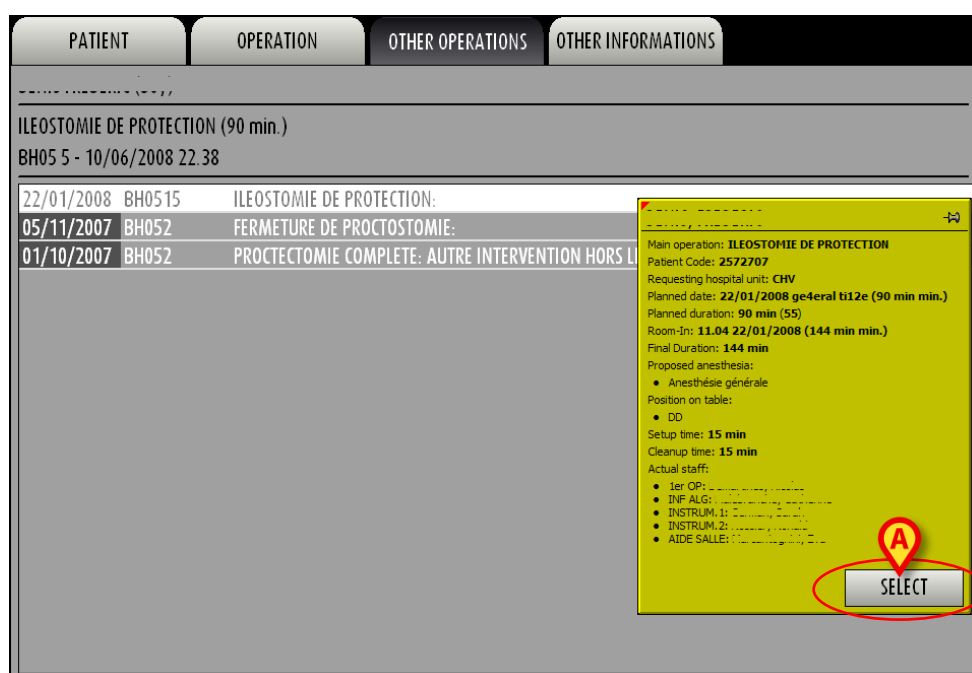 PATIENT OPERATION OTHER OPERATIONS OTHER INFORMATIONS
ILEOSTOMIE DE PROTECTION (90 min.)
BH05 5 - 10/06/2008 22.38
22/01/2008 BH0515 ILEOSTOMIE DE PROTECTION:
05/11/2007 BH052 FERMETURE DE PROCTOSTOMIE:
01/10/2007 BH052 PROCTECTOMIE COMPLETE: AUTRE INTERVENTION HORS
Main operation: ILEOSTOMIE DE PROTECTION
Patient Code: 2572707
Requesting hospital unit: CHV
Planned date: 22/01/2008 ge4eral ti12e (90 min min.)
Planned duration: 90 min (55)
Room-In: 11.04 22/01/2008 (144 min min.)
Final Duration: 144 min
Proposed anesthesia:
• Anesthésie générale
Position on table:
• DD
Setup time: 15 min
Cleanup time: 15 min
Actual staff:
• 1er OP:
• INF ALG:
• INSTRUM.1:
• INSTRUM.2:
• AIDE SALLE:
A
SELECT